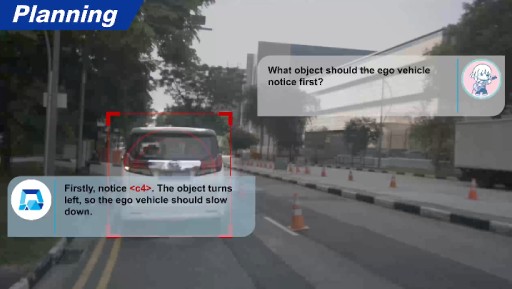 Planning
What object should the ego vehicle
notice first?
Firstly, notice <c4>. The object turns
left, so the ego vehicle should slow
down.